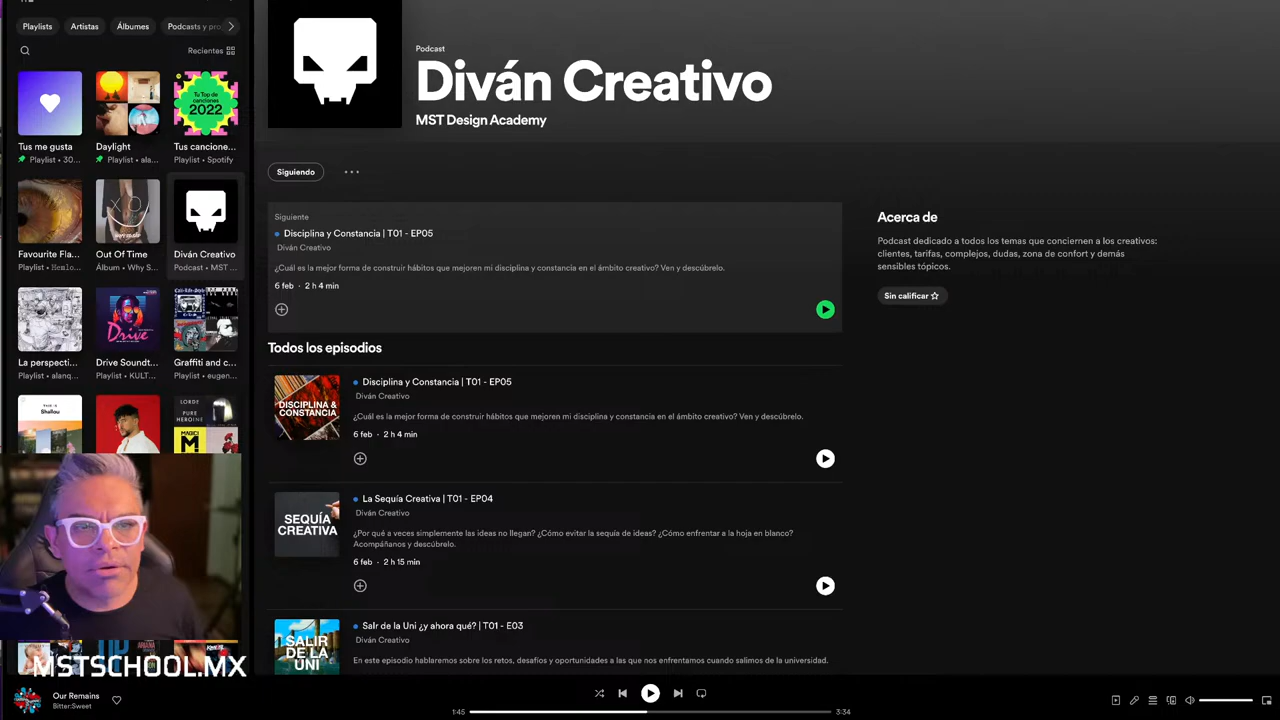 Playlists
Artistas
Álbumes
Podcasts y pro
Recientes
Tu Top de
canciones
2022
Tus me gusta
Playlist • 30...
Daylight
Playlist • ala...
Tus cancione...
Playlist • Spotify
Favourite Fla...
Playlist • Henlo...
Out Of Time
Álbum • Why S...
Diván Creativo
Podcast • MST ...
Drive
La perspecti...
Playlist • alanq...
Drive Soundt...
Playlist • KULT...
Graffiti and c...
Playlist • eugen...
THIS IS
Shallou
LORDE
PURE
HEROINE
MAGIC!
MSTSCHOOL.MX
Podcast
Diván Creativo
MST Design Academy
Siguiendo
Siguiente
Disciplina y Constancia | T01 - EP05
Diván Creativo
¿Cuál es la mejor forma de construir hábitos que mejoren mi disciplina y constancia en el ámbito creativo? Ven y descúbrelo.
6 feb · 2 h 4 min
Todos los episodios
DISCIPLINA &
CONSTANCIA
Disciplina y Constancia | T01 - EP05
Diván Creativo
¿Cuál es la mejor forma de construir hábitos que mejoren mi disciplina y constancia en el ámbito creativo? Ven y descúbrelo.
6 feb · 2 h 4 min
SEQUÍA
CREATIVA
La Sequía Creativa | T01 - EP04
Diván Creativo
¿Por qué a veces simplemente las ideas no llegan? ¿Cómo evitar la sequía de ideas? ¿Cómo enfrentar a la hoja en blanco?
Acompáñanos y descúbrelo.
6 feb · 2 h 15 min
SALIR
DE LA
UNI
Salr de la Uni ¿y ahora qué? | T01 - E03
Diván Creativo
En este episodio hablaremos sobre los retos, desafíos y oportunidades a las que nos enfrentamos cuando salimos de la universidad.
Acerca de
Podcast dedicado a todos los temas que conciernen a los creativos:
clientes, tarifas, complejos, dudas, zona de confort y demás
sensibles tópicos.
Sin calificar
Our Remains
Bitter:Sweet
1:45
3:34